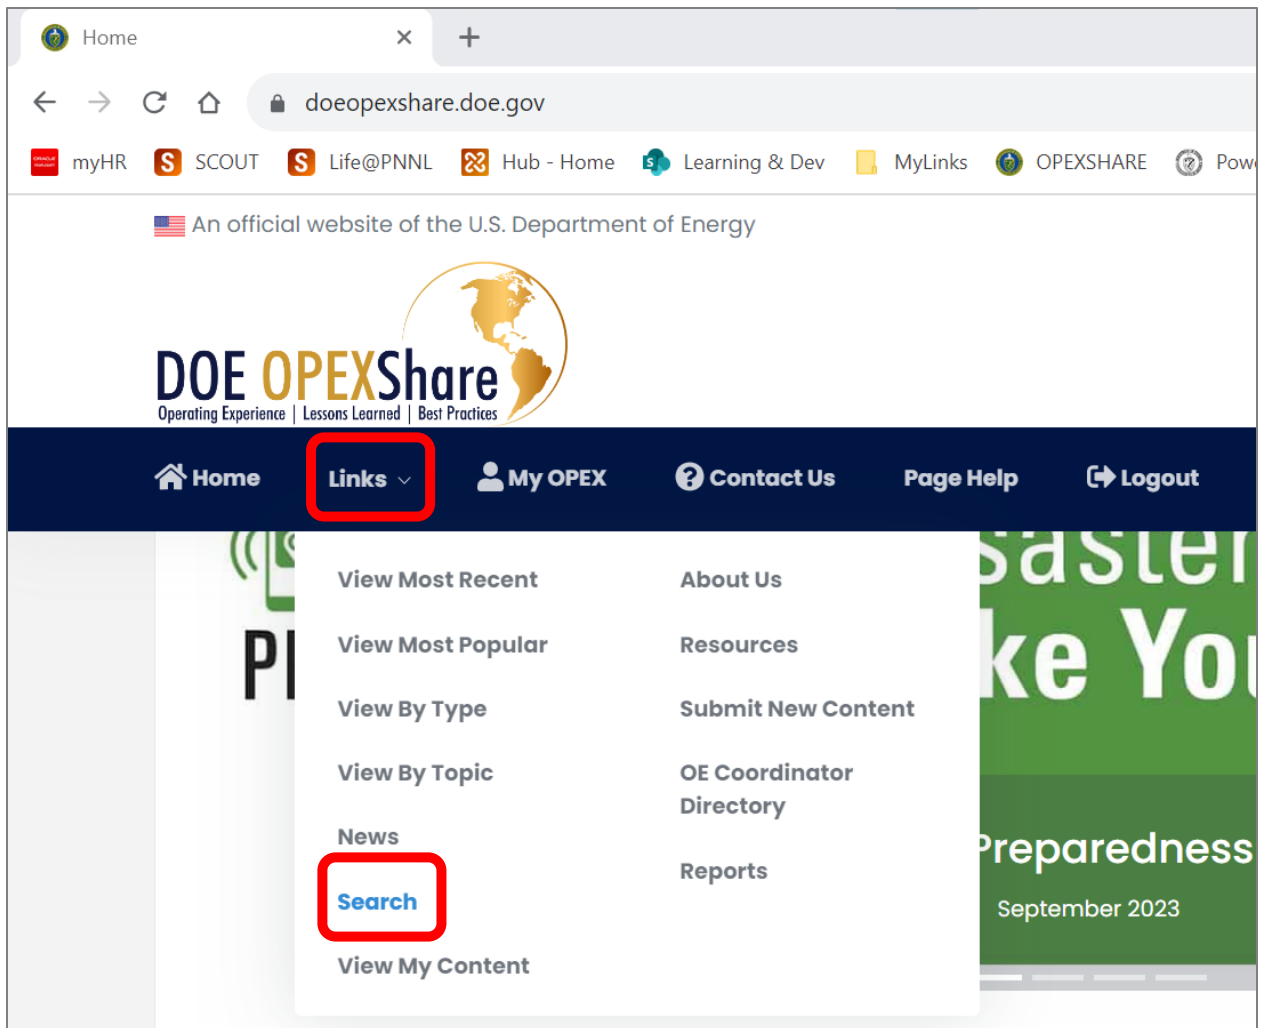 Home
doeopexshare.doe.gov
myHR SCOUT Life@PNNL Hub - Home Learning & Dev MyLinks OPEXSHARE
An official website of the U.S. Department of Energy
DOE OPEXShare
Operating Experience | Lessons Learned | Best Practices
Home Links My OPEX Contact Us Page Help Logout
View Most Recent
View Most Popular
View By Type
View By Topic
News
Search
View My Content
About Us
Resources
Submit New Content
OE Coordinator
Directory
Reports
Preparedness
September 2023